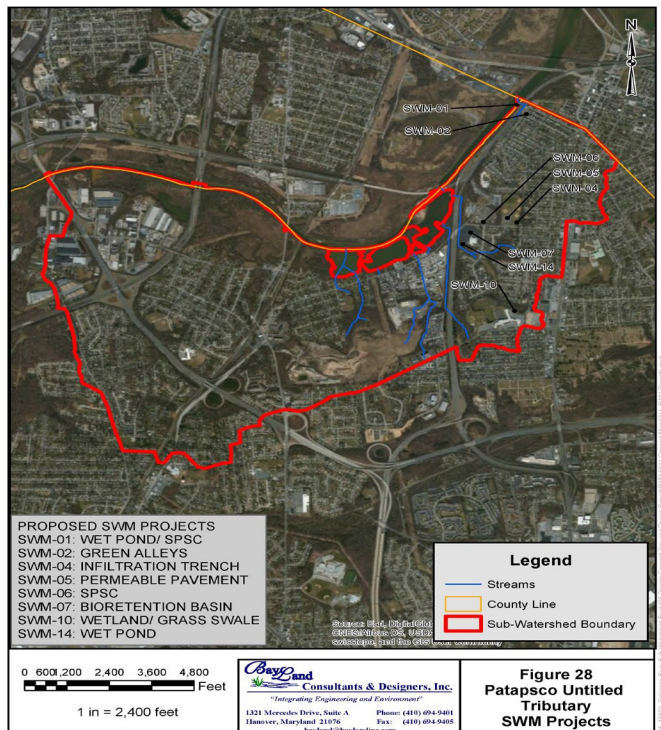 N
SWM-01
SWM-02
SWM-06
SWM-05
SWM-04
SWM-07
SWM-14
SWM-10
PROPOSED SWM PROJECTS
SWM-01: WET POND/ SPSC
SWM-02: GREEN ALLEYS
SWM-04: INFILTRATION TRENCH
SWM-05: PERMEABLE PAVEMENT
SWM-06: SPSC
SWM-07: BIORETENTION BASIN
SWM-10: WETLAND/ GRASS SWALE
SWM-14: WET POND
Legend
Streams
County Line
Sub-Watershed Boundary
0 600 1,200 2,400 3,600 4,800
Feet
1 in = 2,400 feet
BayLand
Consultants & Designers, Inc.
"Integrating Engineering and Environment"
1321 Mercedes Drive, Suite A Phone: (410) 694-9401
Hanover, Maryland 21076 Fax: (410) 694-9405
Figure 28
Patapsco Untitled
Tributary
SWM Projects